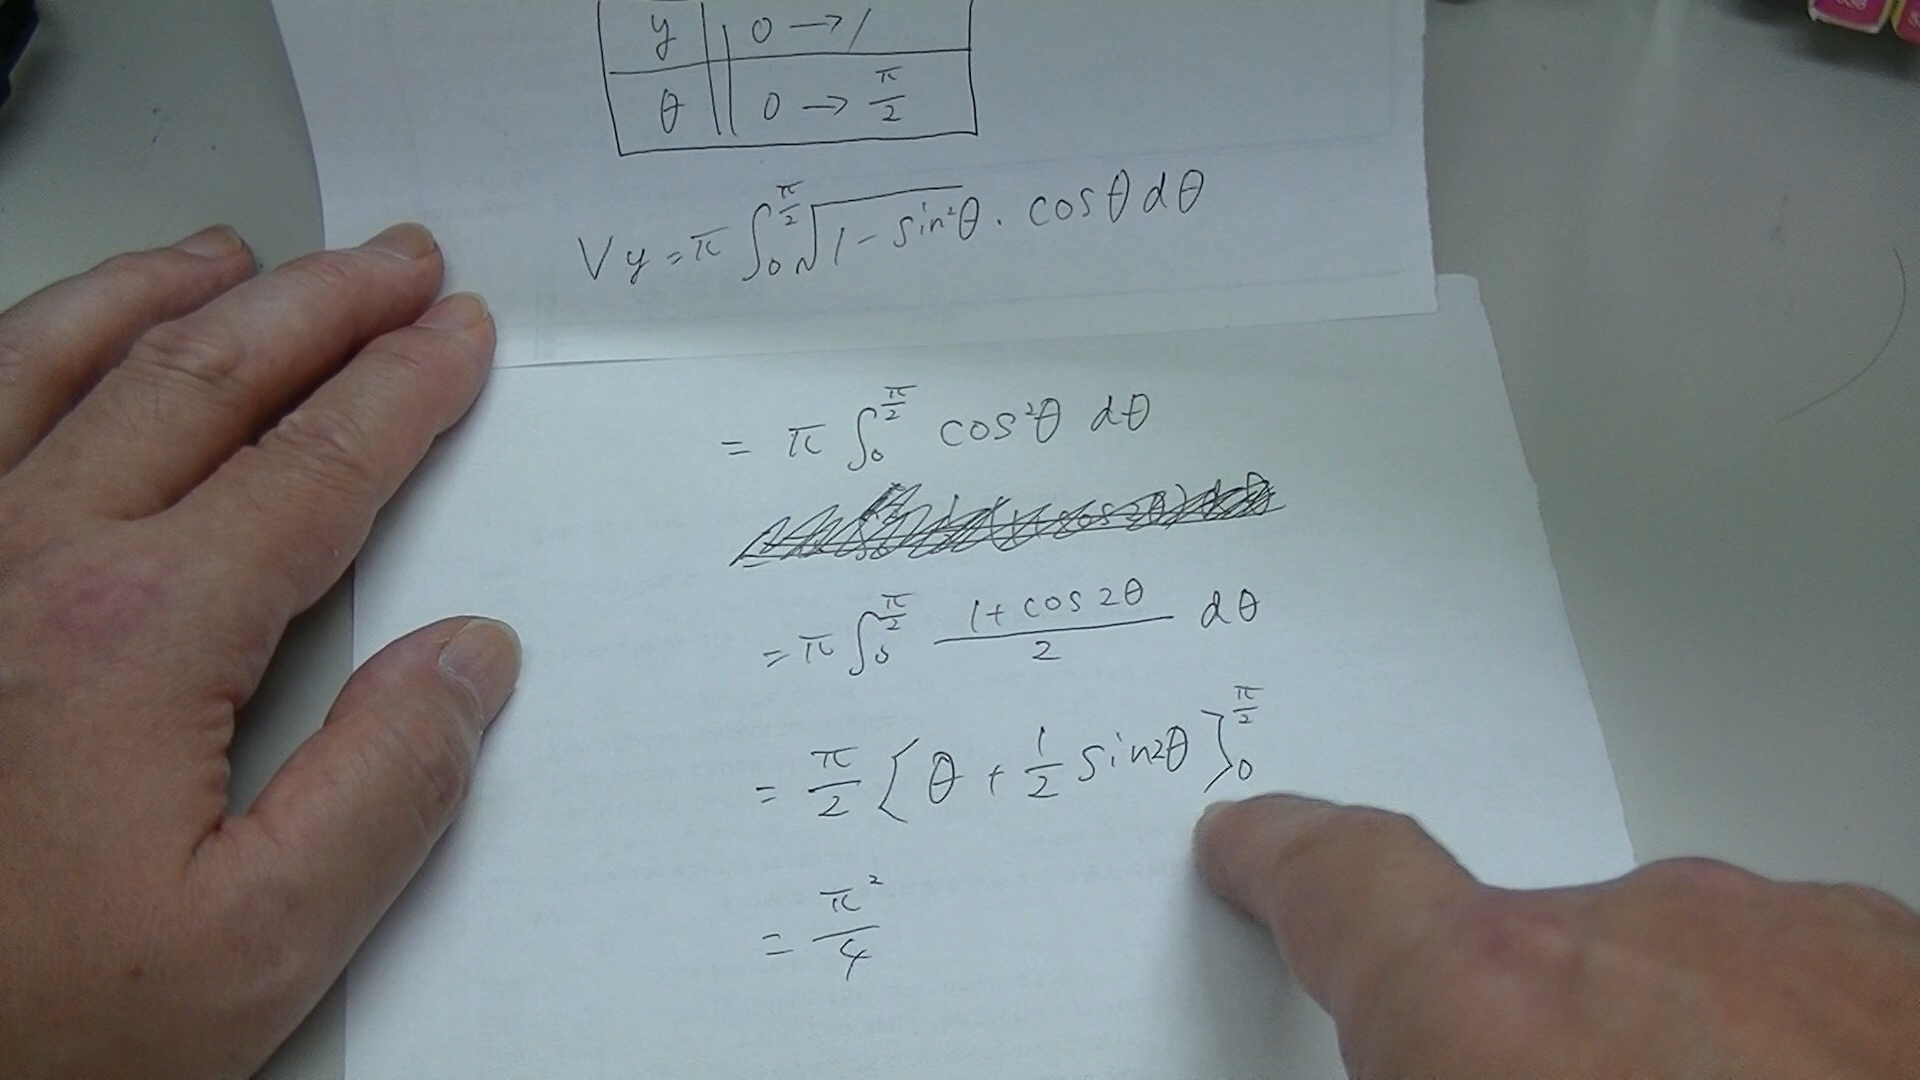 y 0 → 1
θ 0 → π/2
Vy = π ∫₀^(π/2) √(1 - sin²θ) · cosθ dθ
= π ∫₀^(π/2) cos²θ dθ
= π ∫₀^(π/2) (1 + cos 2θ)/2 dθ
= π/2 [θ + 1/2 sin2θ]₀^(π/2)
= π²/4